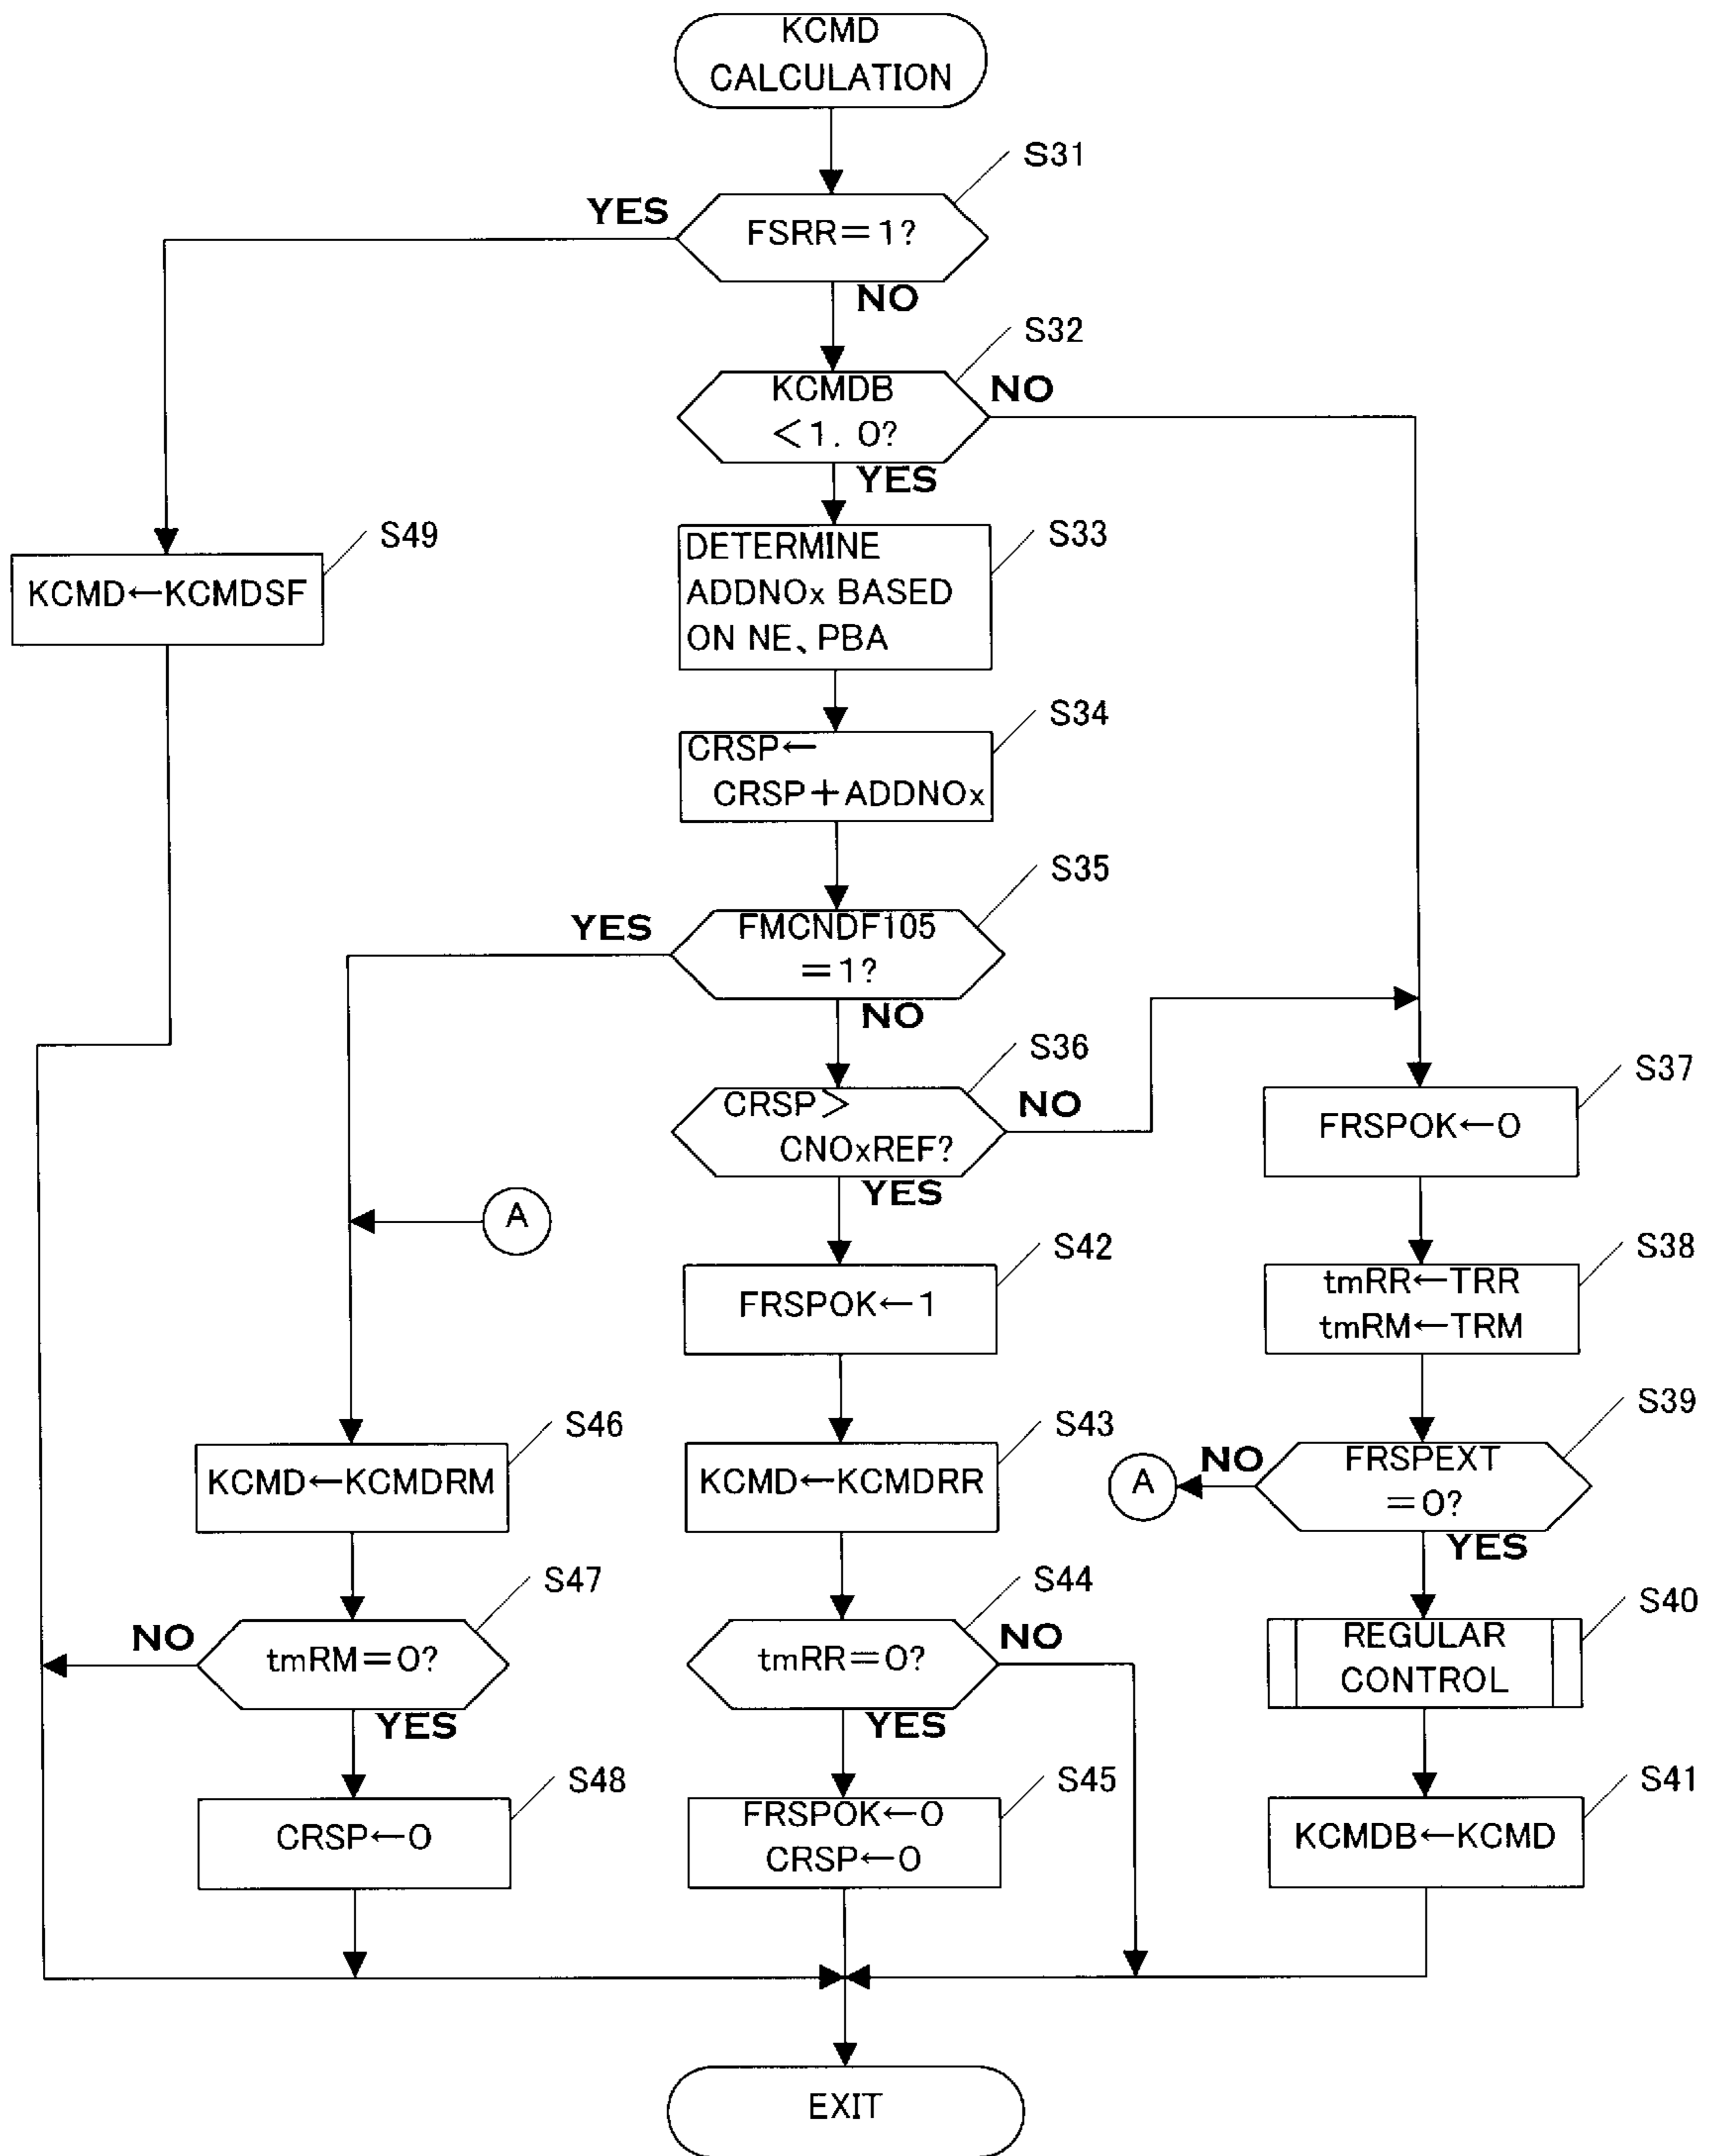 KCMD
CALCULATION
S31
YES
FSRR=1?
NO
S32
KCMDB
<1. 0?
NO
YES
S33
DETERMINE
ADDNOx BASED
ON NE、PBA
S49
KCMD←KCMDSF
S34
CRSP←
CRSP+ADDNOx
S35
YES
FMCNDF105
=1?
NO
S36
CRSP>
CNOxREF?
NO
YES
S37
FRSPOK←0
A
S42
FRSPOK←1
S38
tmRR←TRR
tmRM←TRM
S46
KCMD←KCMDRM
S43
KCMD←KCMDRR
S39
A
NO
FRSPEXT
=0?
YES
S47
NO
tmRM=0?
YES
S44
tmRR=0?
NO
YES
S40
REGULAR
CONTROL
S48
CRSP←0
S45
FRSPOK←0
CRSP←0
S41
KCMDB←KCMD
EXIT